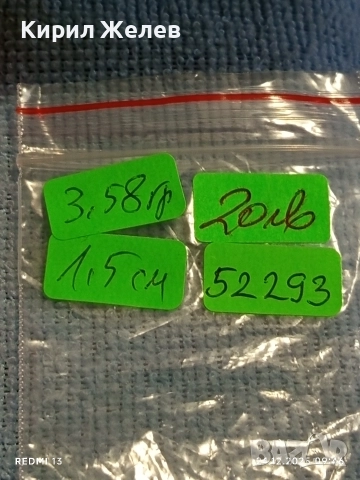 Кирил Желев
3,58гр
20лв
1,5см
52293
REDMI 13